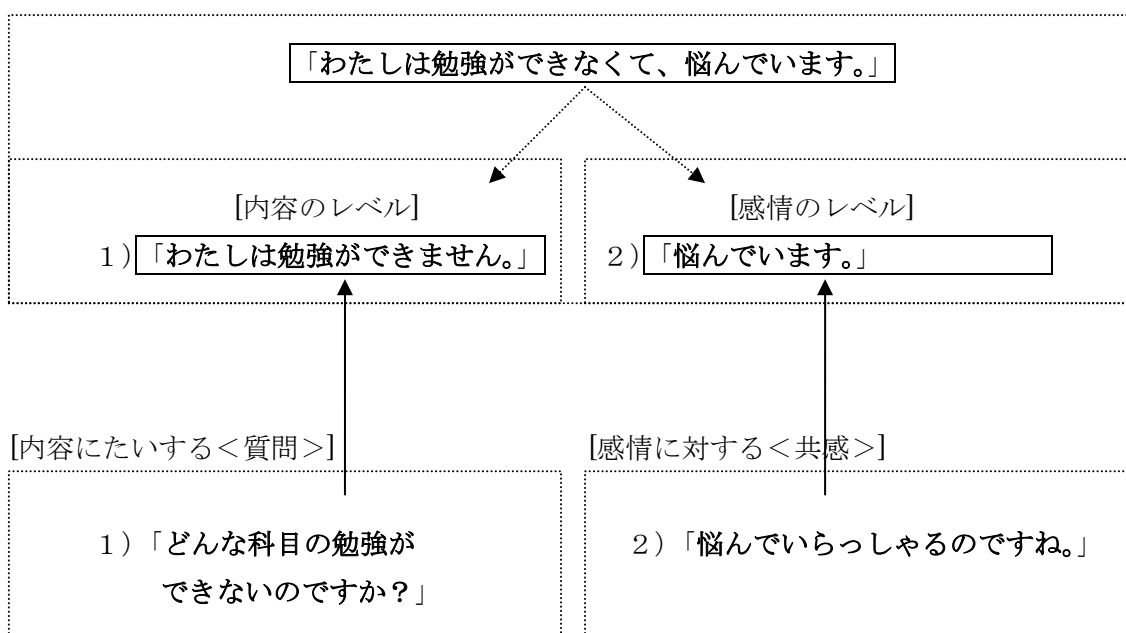 「わたしは勉強ができなくて、悩んでいます。」
[内容のレベル]
1)「わたしは勉強ができません。」
[感情のレベル]
2)「悩んでいます。」
[内容にたいする<質問>]
1)「どんな科目の勉強が
できないのですか?」
[感情に対する<共感>]
2)「悩んでいらっしゃるのですね。」